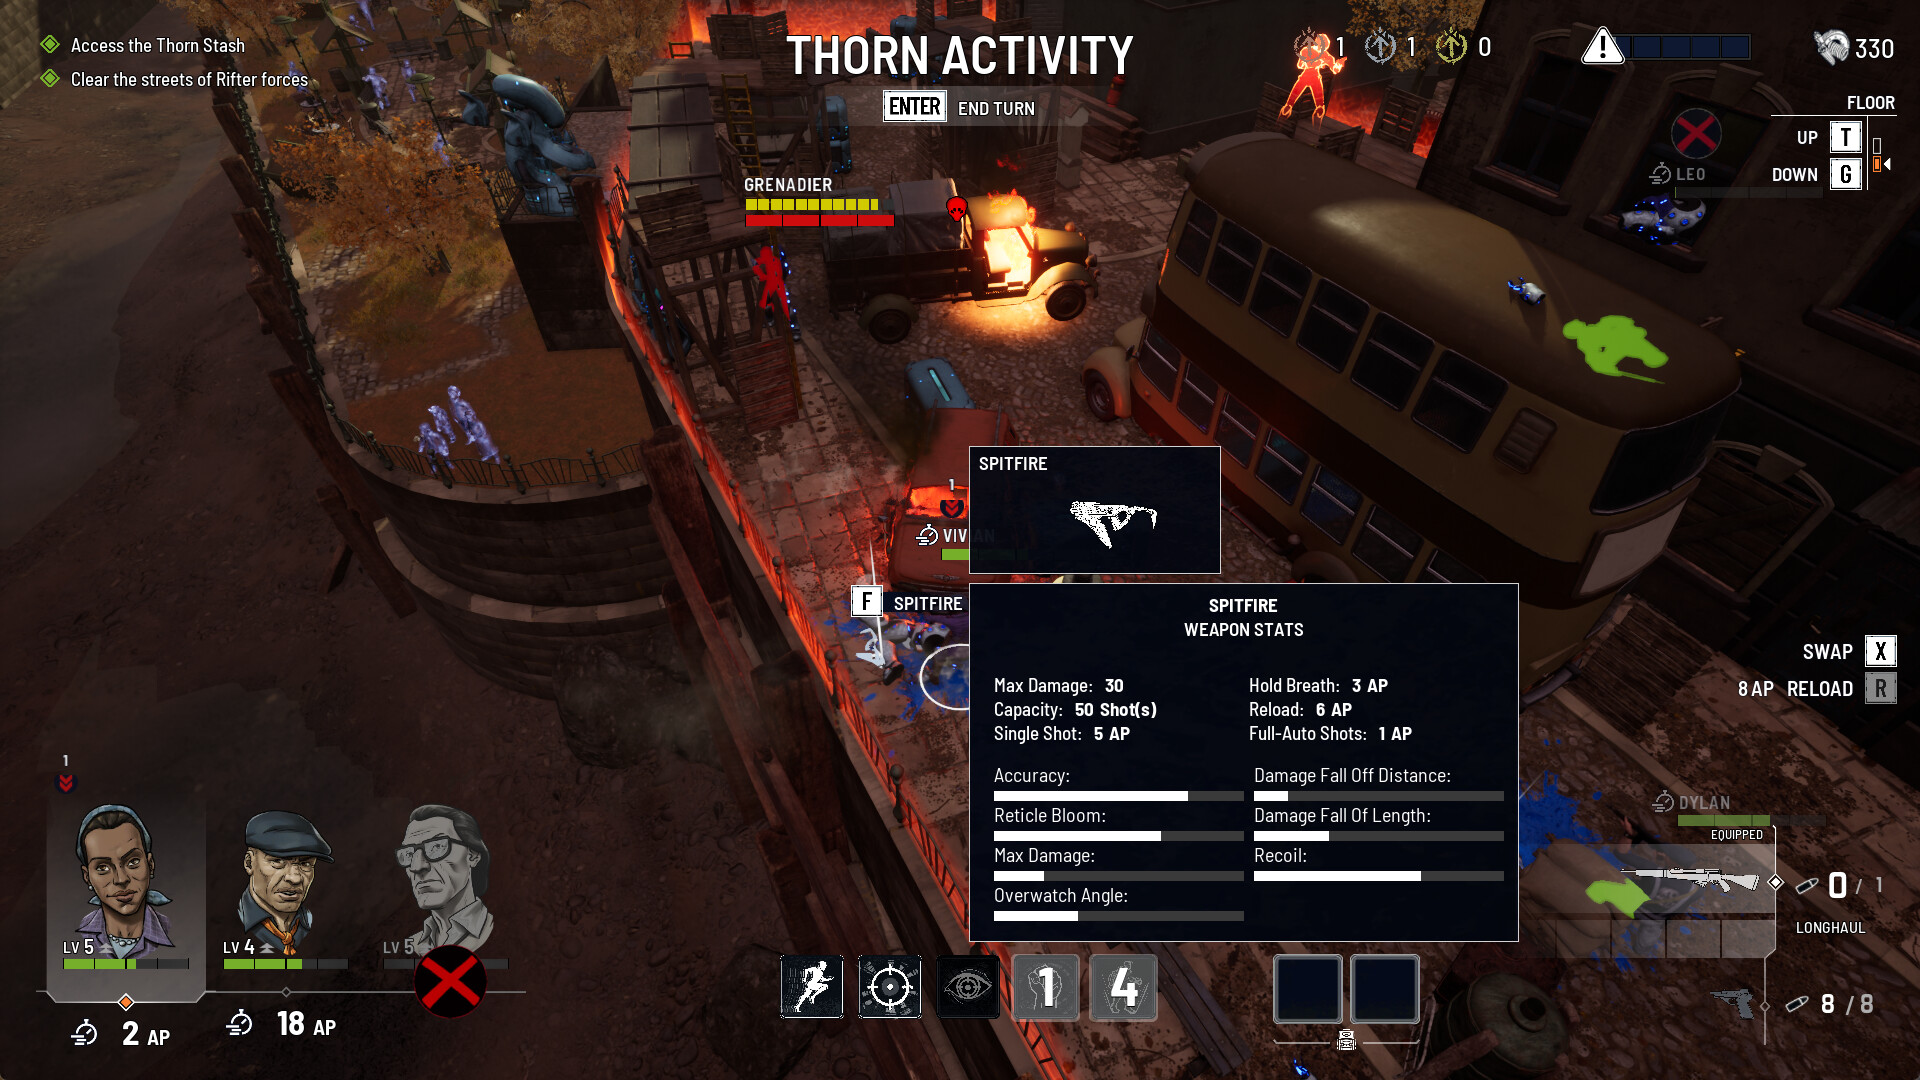 Access the Thorn Stash
Clear the streets of Rifter forces
THORN ACTIVITY
ENTER END TURN
1
1
0
330
FLOOR
UP T
DOWN G
LEO
GRENADIER
SPITFIRE
1
VIVIAN
F SPITFIRE
SPITFIRE
WEAPON STATS
Max Damage: 30
Capacity: 50 Shot(s)
Single Shot: 5 AP
Hold Breath: 3 AP
Reload: 6 AP
Full-Auto Shots: 1 AP
Accuracy:
Reticle Bloom:
Max Damage:
Overwatch Angle:
Damage Fall Off Distance:
Damage Fall Of Length:
Recoil:
SWAP X
8 AP RELOAD R
DYLAN
EQUIPPED
0 / 1
LONGHAUL
8 / 8
1
LV 5
LV 4
LV 5
2 AP
18 AP
1
4